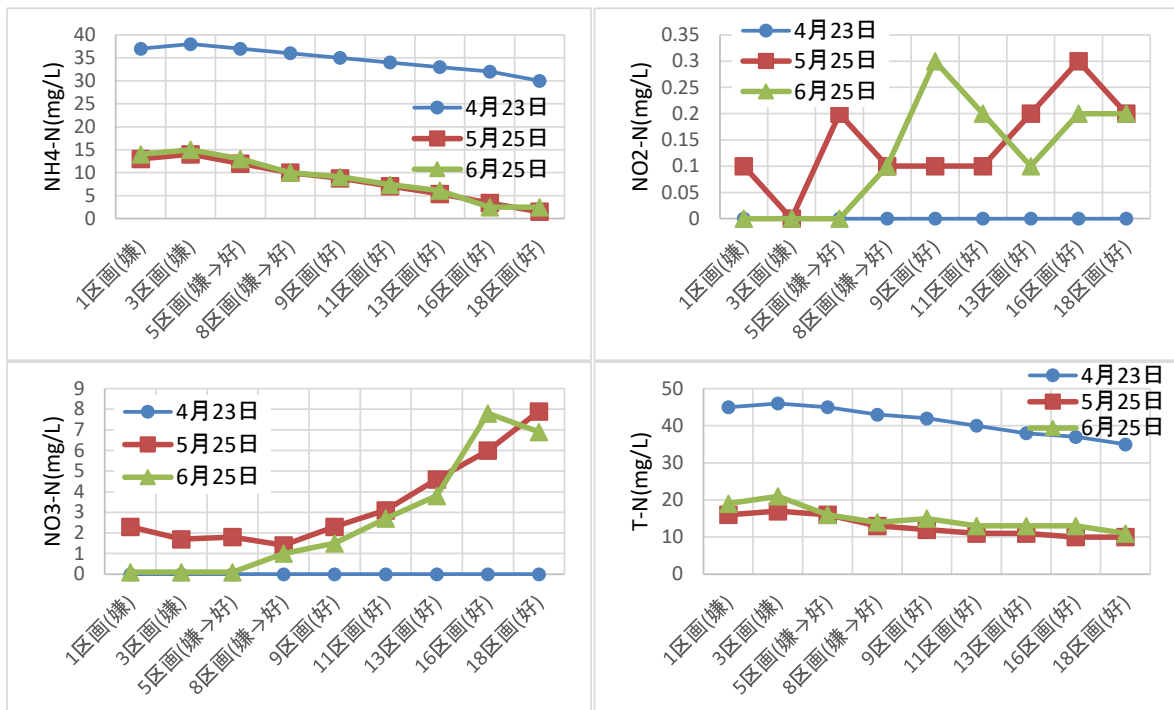 NH4-N(mg/L)
40
35
30
25
20
15
10
5
0
4月23日
5月25日
6月25日
1区画(嫌)
3区画(嫌)
5区画(嫌→好)
8区画(嫌→好)
9区画(好)
11区画(好)
13区画(好)
16区画(好)
18区画(好)
NO2-N(mg/L)
0.35
0.3
0.25
0.2
0.15
0.1
0.05
0
4月23日
5月25日
6月25日
1区画(嫌)
3区画(嫌)
5区画(嫌→好)
8区画(嫌→好)
9区画(好)
11区画(好)
13区画(好)
16区画(好)
18区画(好)
NO3-N(mg/L)
9
8
7
6
5
4
3
2
1
0
4月23日
5月25日
6月25日
1区画(嫌)
3区画(嫌)
5区画(嫌→好)
8区画(嫌→好)
9区画(好)
11区画(好)
13区画(好)
16区画(好)
18区画(好)
T-N(mg/L)
50
40
30
20
10
0
4月23日
5月25日
6月25日
1区画(嫌)
3区画(嫌)
5区画(嫌→好)
8区画(嫌→好)
9区画(好)
11区画(好)
13区画(好)
16区画(好)
18区画(好)